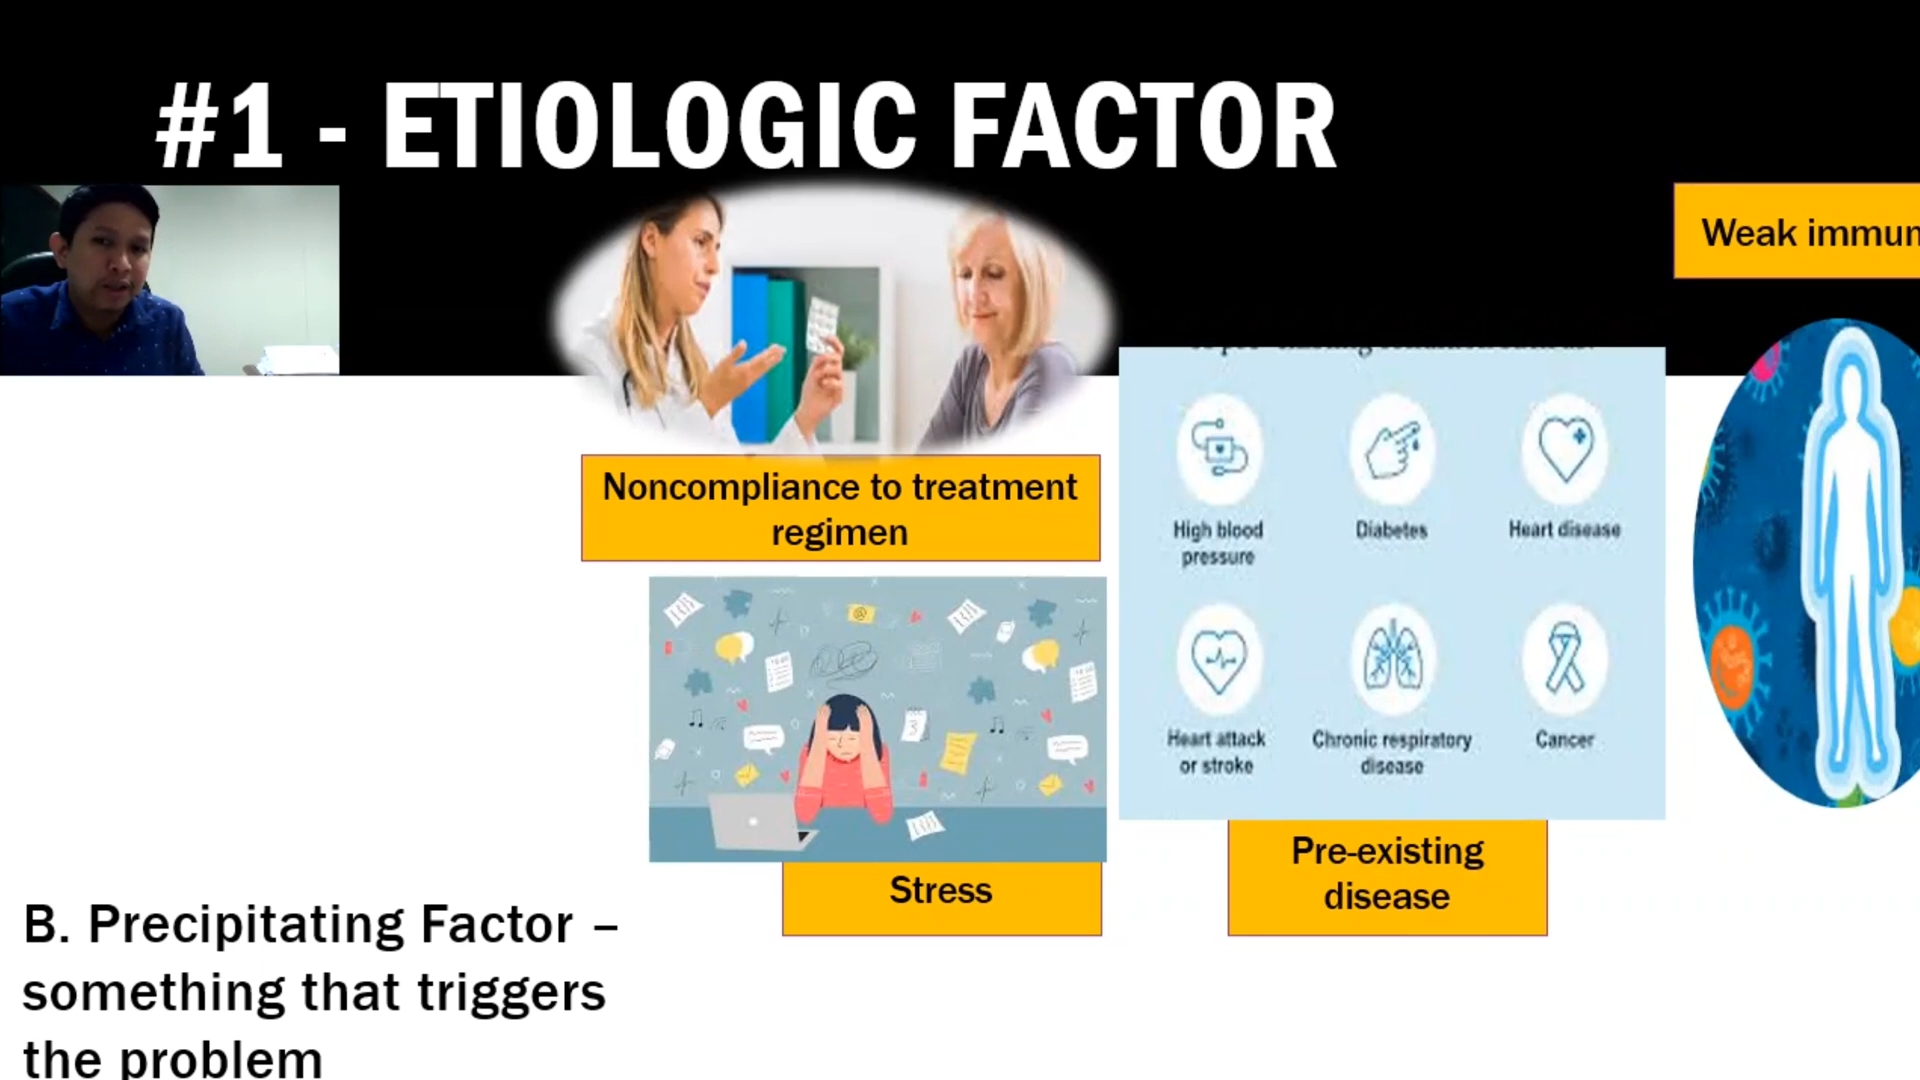 #1 - ETIOLOGIC FACTOR
Weak immun
Noncompliance to treatment
regimen
High blood
pressure
Diabetes
Heart disease
Heart attack
or stroke
Chronic respiratory
disease
Cancer
Stress
Pre-existing
disease
B. Precipitating Factor –
something that triggers
the problem